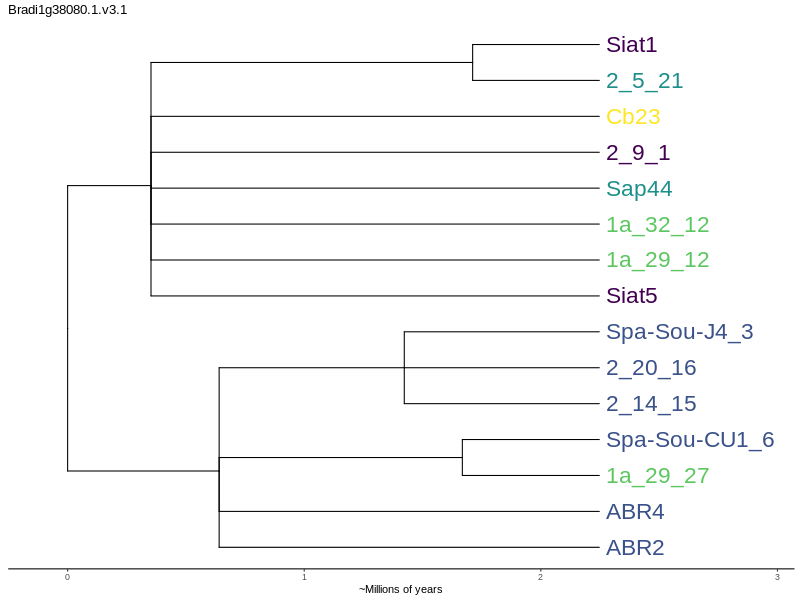 Bradi1g38080.1.v3.1
Siat1
2_5_21
Cb23
2_9_1
Sap44
1a_32_12
1a_29_12
Siat5
Spa-Sou-J4_3
2_20_16
2_14_15
Spa-Sou-CU1_6
1a_29_27
ABR4
ABR2
0 1 2 3
~Millions of years